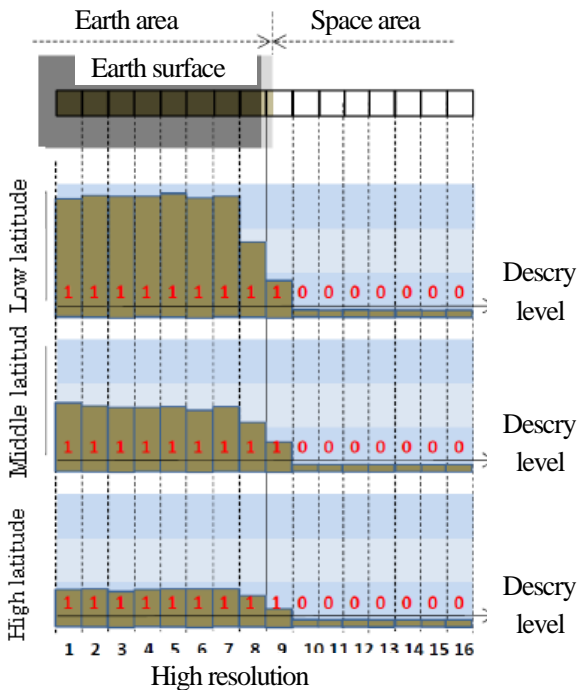 Earth area Space area
Earth surface
Low latitude
1 1 1 1 1 1 1 1 1 0 0 0 0 0 0 0
Descry
level
Middle latitud
1 1 1 1 1 1 1 1 1 0 0 0 0 0 0 0
Descry
level
High latitude
1 1 1 1 1 1 1 1 1 0 0 0 0 0 0 0
Descry
level
1 2 3 4 5 6 7 8 9 10 11 12 13 14 15 16
High resolution